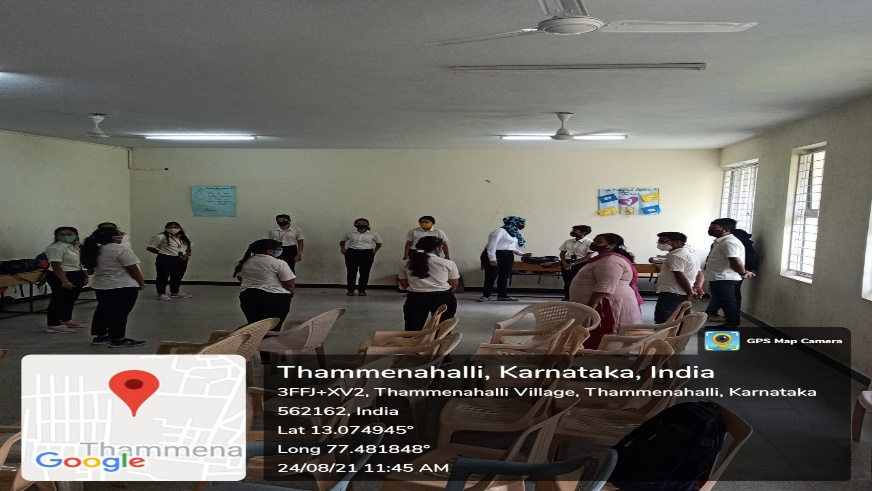 GPS Map Camera
Thammenahalli, Karnataka, India
3FFJ+XV2, Thammenahalli Village, Thammenahalli, Karnataka
562162, India
Lat 13.074945°
Long 77.481848°
24/08/21 11:45 AM
Thammena
Google